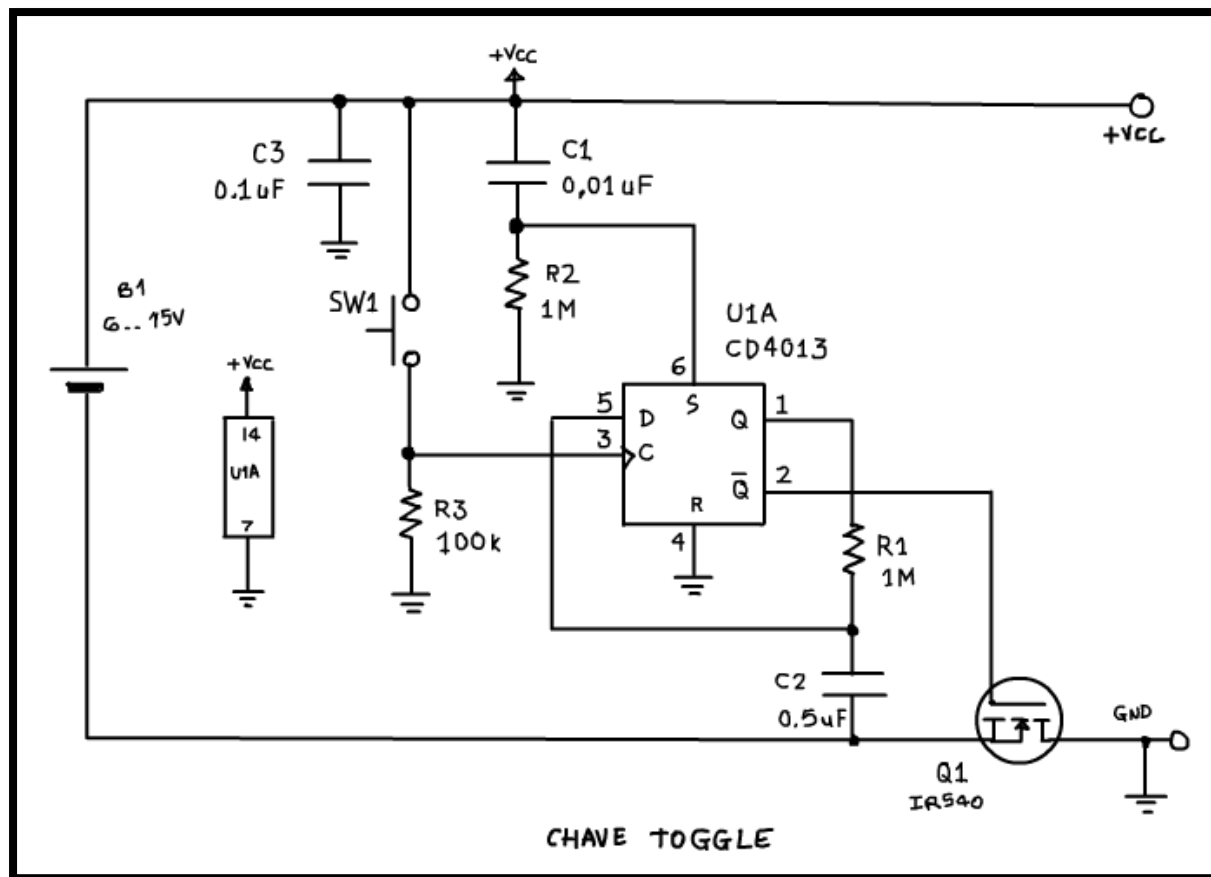 +Vcc
+Vcc
C3
0.1uF
C1
0,01uF
R2
1M
B1
6.. 15V
SW1
U1A
CD4013
+Vcc
14
U1A
7
6
5
D
S
Q
1
3
C
Q̅
2
R
4
R3
100k
R1
1M
C2
0.5uF
GND
Q1
IR540
CHAVE TOGGLE